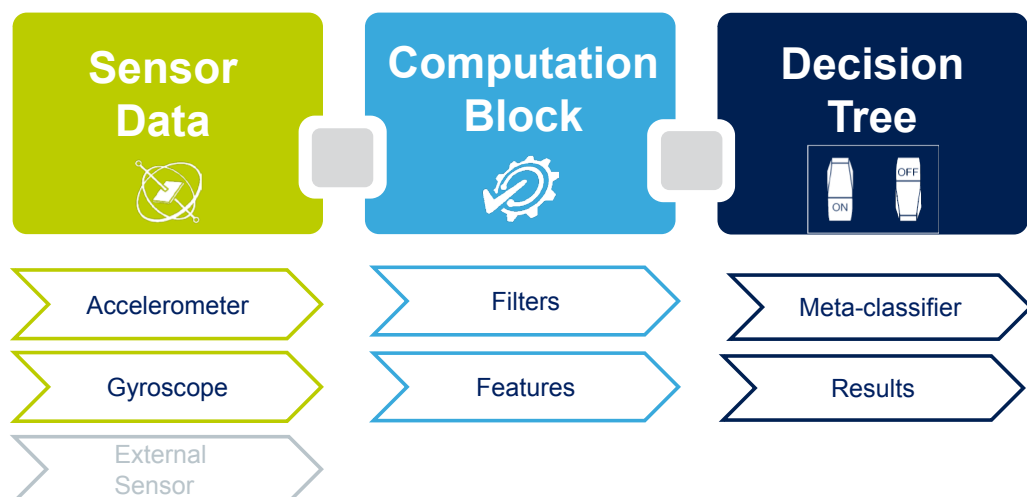 Sensor
Data
Computation
Block
Decision
Tree
ON
OFF
Accelerometer
Filters
Meta-classifier
Gyroscope
Features
Results
External
Sensor